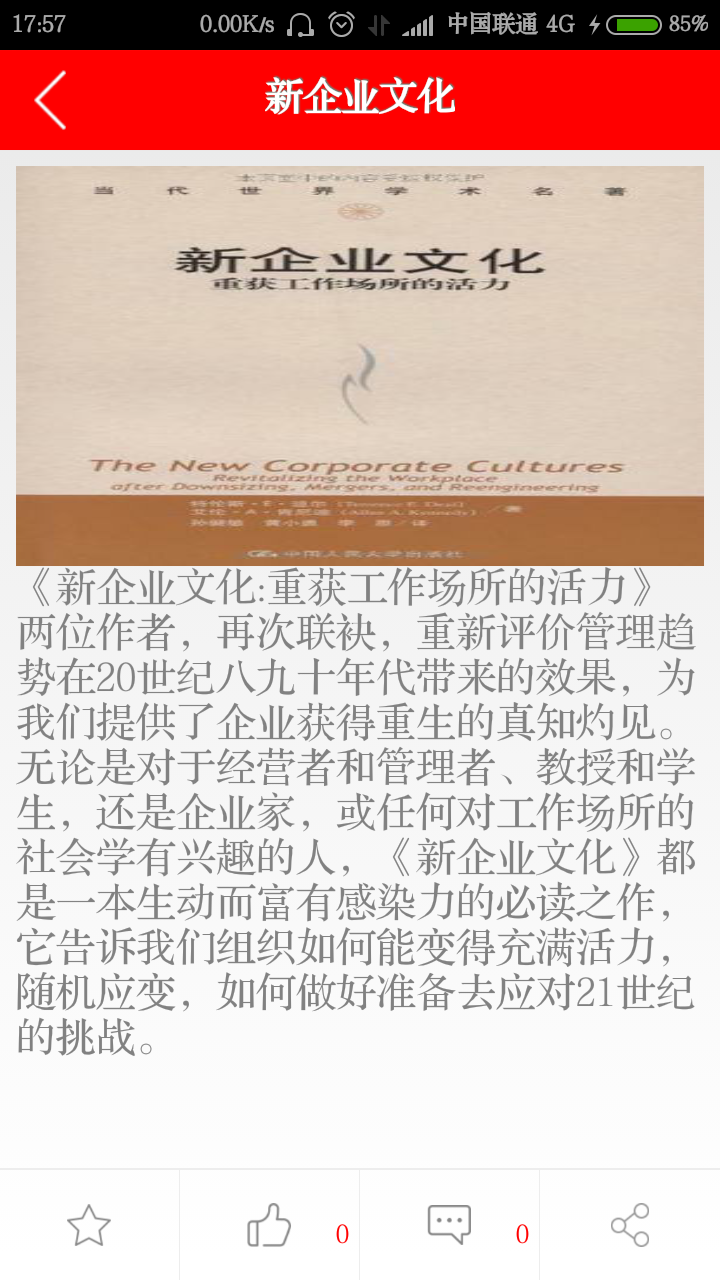 17:57 0.00K/s 中国联通 4G 85%
新企业文化
本页面中的内容受版权保护
当代世界学术名著
新企业文化
重获工作场所的活力
The New Corporate Cultures
Revitalizing the Workplace
after Downsizing, Mergers, and Reengineering
特伦斯·E·迪尔 (Terrence E. Deal)
艾伦·A·肯尼迪 (Allan A. Kennedy) / 著
孙健敏 黄小勇 李原 / 译
中国人民大学出版社
《新企业文化:重获工作场所的活力》
两位作者，再次联袂，重新评价管理趋
势在20世纪八九十年代带来的效果，为
我们提供了企业获得重生的真知灼见。
无论是对于经营者和管理者、教授和学
生，还是企业家，或任何对工作场所的
社会学有兴趣的人，《新企业文化》都
是一本生动而富有感染力的必读之作，
它告诉我们组织如何能变得充满活力，
随机应变，如何做好准备去应对21世纪
的挑战。
0 0